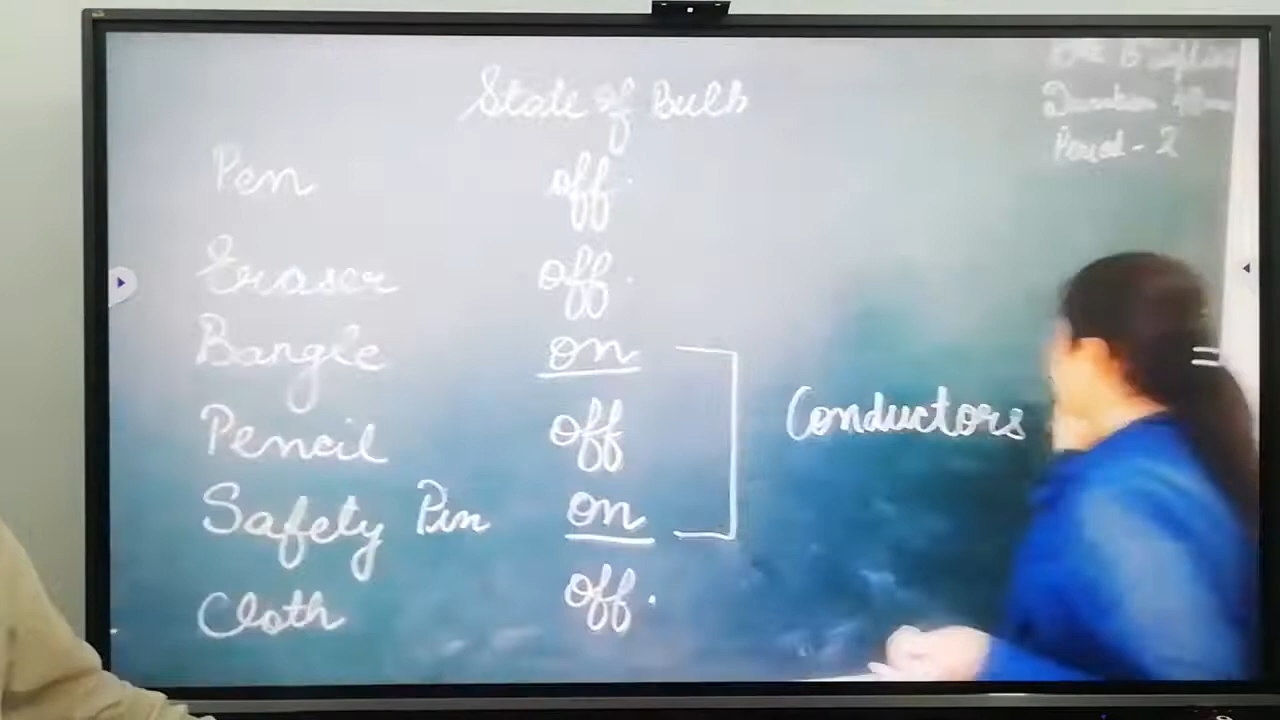 State of Bulb
Period - 2
Pen off.
Eraser off.
Bangle on
Pencil off
Conductors
Safety Pin on
Cloth off.